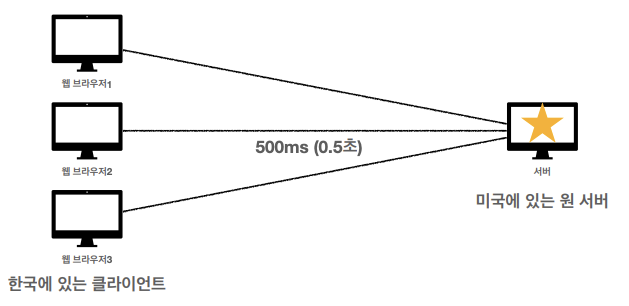 웹 브라우저1
웹 브라우저2
500ms (0.5초)
서버
미국에 있는 원 서버
웹 브라우저3
한국에 있는 클라이언트